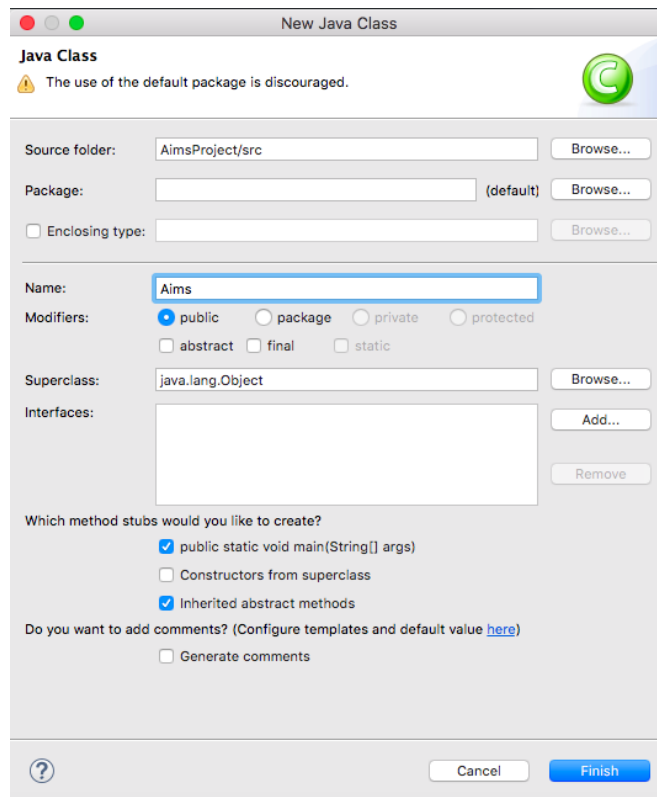 New Java Class
Java Class
The use of the default package is discouraged.
C
Source folder: AimsProject/src Browse...
Package: (default) Browse...
Enclosing type: Browse...
Name: Aims
Modifiers: public package private protected
abstract final static
Superclass: java.lang.Object Browse...
Interfaces: Add...
Remove
Which method stubs would you like to create?
public static void main(String[] args)
Constructors from superclass
Inherited abstract methods
Do you want to add comments? (Configure templates and default value here)
Generate comments
? Cancel Finish